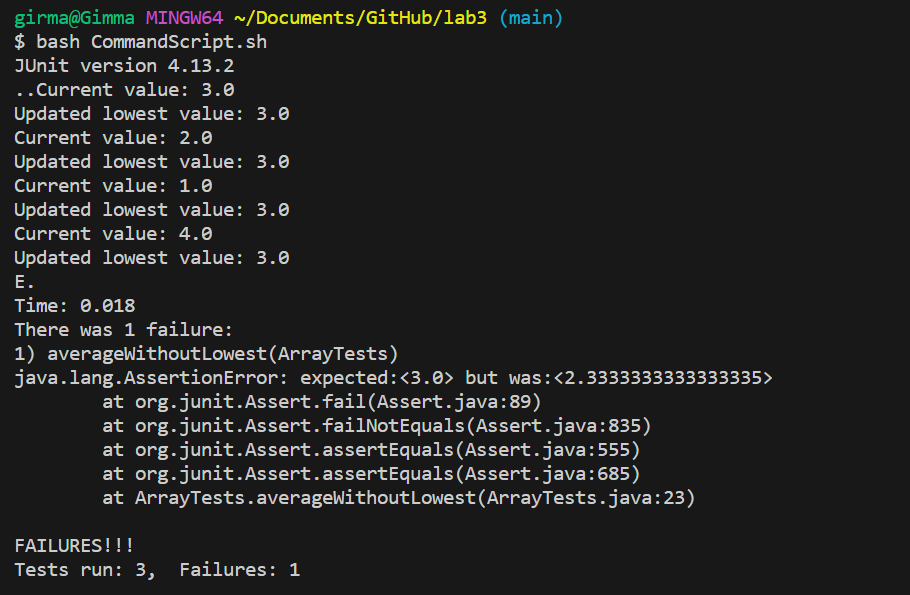 girma@Gimma MINGW64 ~/Documents/GitHub/lab3 (main)
$ bash CommandScript.sh
JUnit version 4.13.2
..Current value: 3.0
Updated lowest value: 3.0
Current value: 2.0
Updated lowest value: 3.0
Current value: 1.0
Updated lowest value: 3.0
Current value: 4.0
Updated lowest value: 3.0
E.
Time: 0.018
There was 1 failure:
1) averageWithoutLowest(ArrayTests)
java.lang.AssertionError: expected:<3.0> but was:<2.3333333333333335>
        at org.junit.Assert.fail(Assert.java:89)
        at org.junit.Assert.failNotEquals(Assert.java:835)
        at org.junit.Assert.assertEquals(Assert.java:555)
        at org.junit.Assert.assertEquals(Assert.java:685)
        at ArrayTests.averageWithoutLowest(ArrayTests.java:23)

FAILURES!!!
Tests run: 3,  Failures: 1